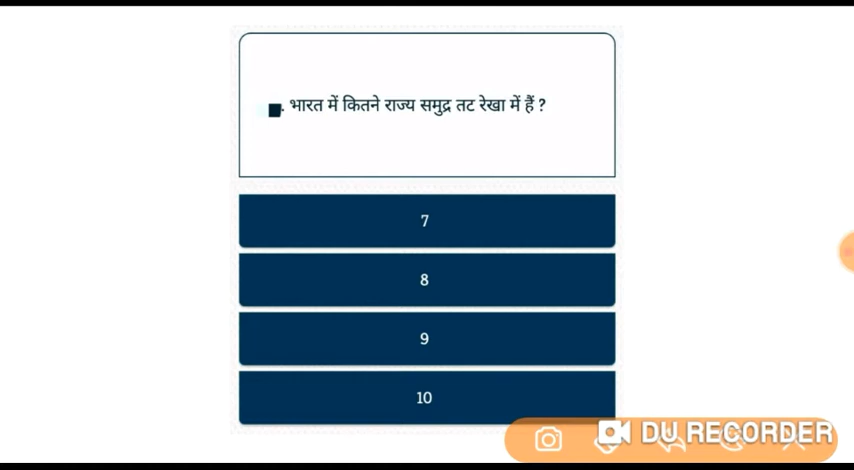 . भारत में कितने राज्य समुद्र तट रेखा में हैं ?
7
8
9
10
DU RECORDER